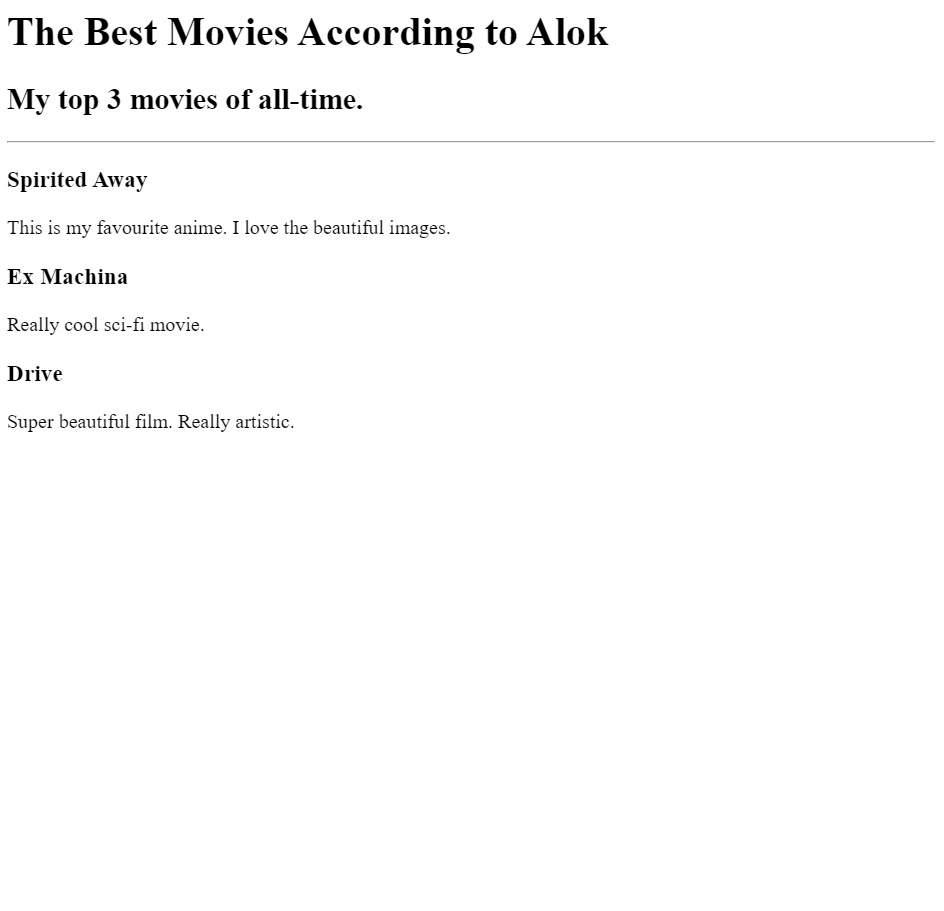 The Best Movies According to Alok
My top 3 movies of all-time.
Spirited Away
This is my favourite anime. I love the beautiful images.
Ex Machina
Really cool sci-fi movie.
Drive
Super beautiful film. Really artistic.